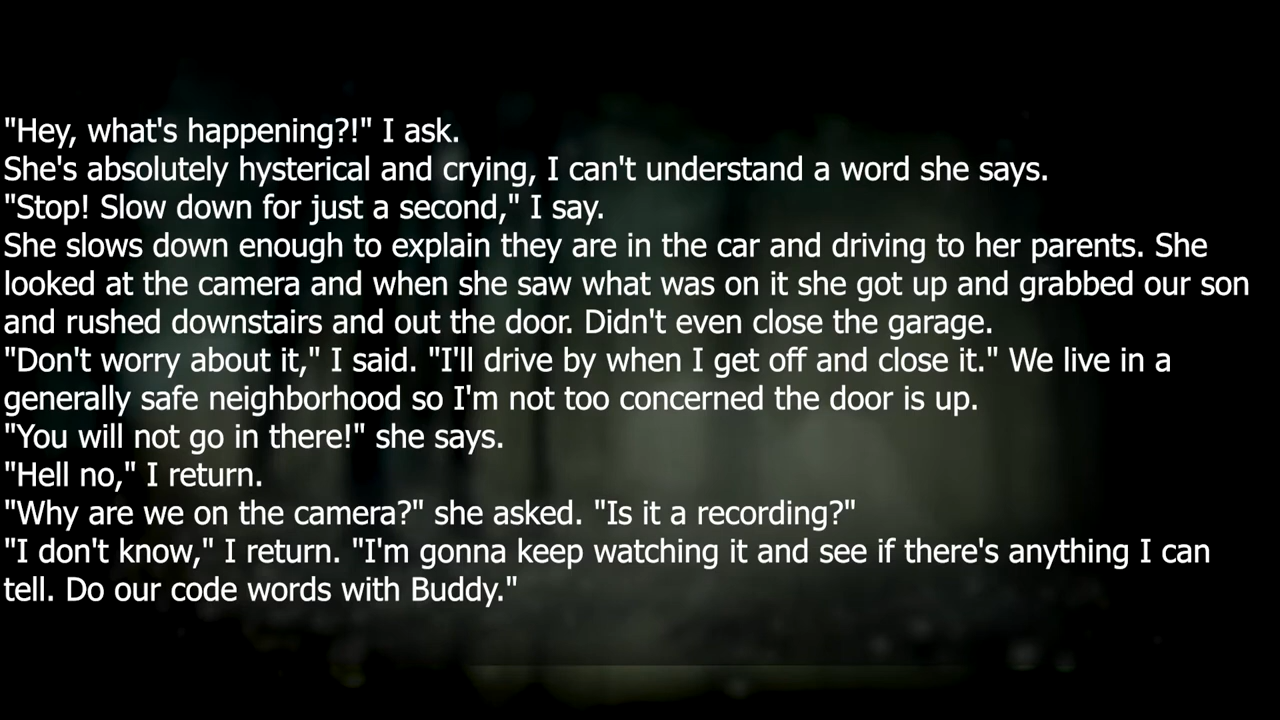 "Hey, what's happening?!" I ask.
She's absolutely hysterical and crying, I can't understand a word she says.
"Stop! Slow down for just a second," I say.
She slows down enough to explain they are in the car and driving to her parents. She
looked at the camera and when she saw what was on it she got up and grabbed our son
and rushed downstairs and out the door. Didn't even close the garage.
"Don't worry about it," I said. "I'll drive by when I get off and close it." We live in a
generally safe neighborhood so I'm not too concerned the door is up.
"You will not go in there!" she says.
"Hell no," I return.
"Why are we on the camera?" she asked. "Is it a recording?"
"I don't know," I return. "I'm gonna keep watching it and see if there's anything I can
tell. Do our code words with Buddy."